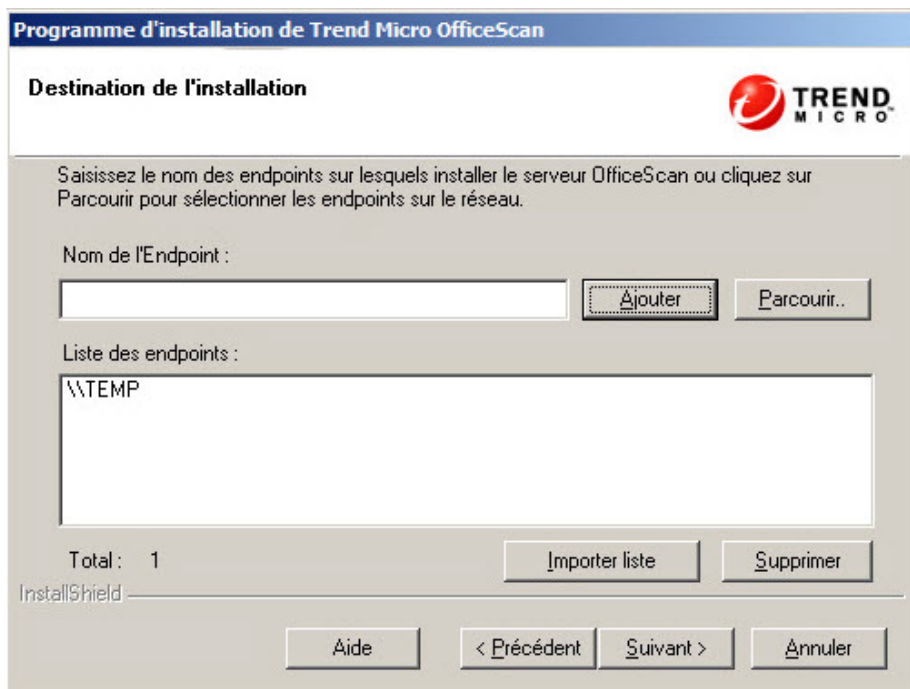 Programme d'installation de Trend Micro OfficeScan
Destination de l'installation
TREND
MICRO™
Saisissez le nom des endpoints sur lesquels installer le serveur OfficeScan ou cliquez sur
Parcourir pour sélectionner les endpoints sur le réseau.
Nom de l'Endpoint :
Ajouter
Parcourir..
Liste des endpoints :
\\TEMP
Total : 1
Importer liste
Supprimer
InstallShield
Aide
< Précédent
Suivant >
Annuler